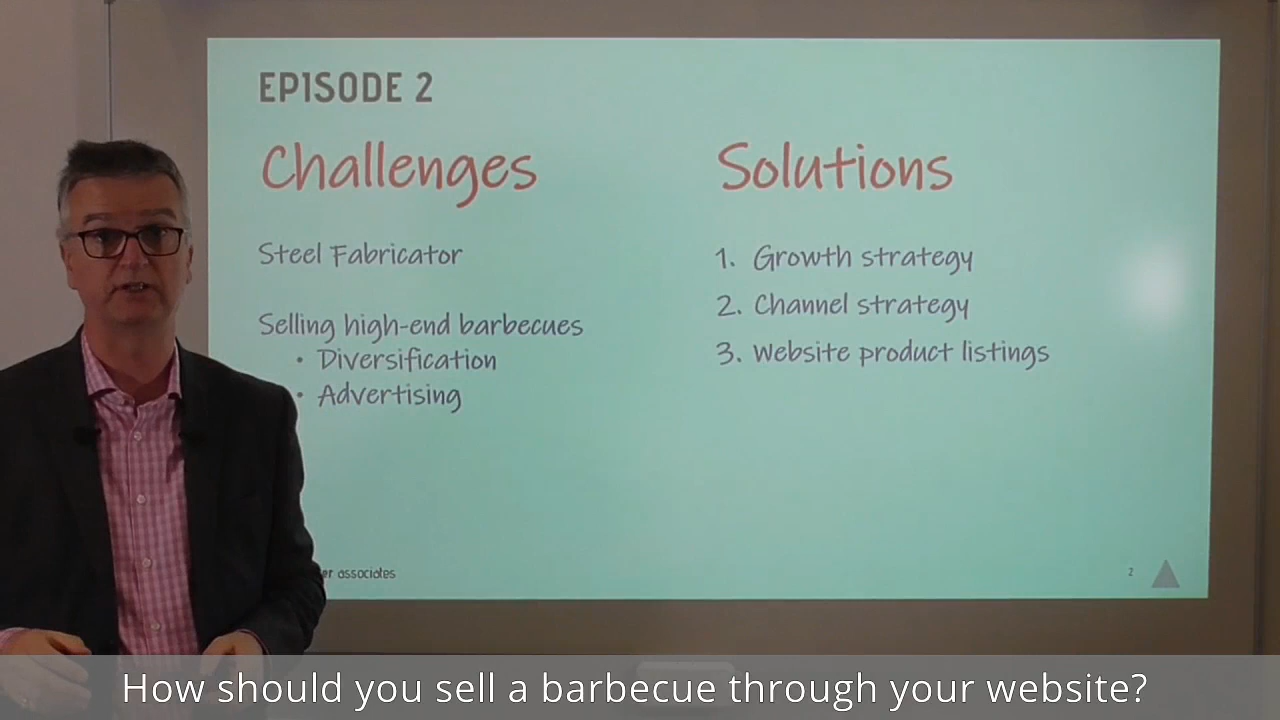 EPISODE 2
Challenges
Steel Fabricator
Selling high-end barbecues
• Diversification
• Advertising
Solutions
1. Growth strategy
2. Channel strategy
3. Website product listings
associates
2
How should you sell a barbecue through your website?